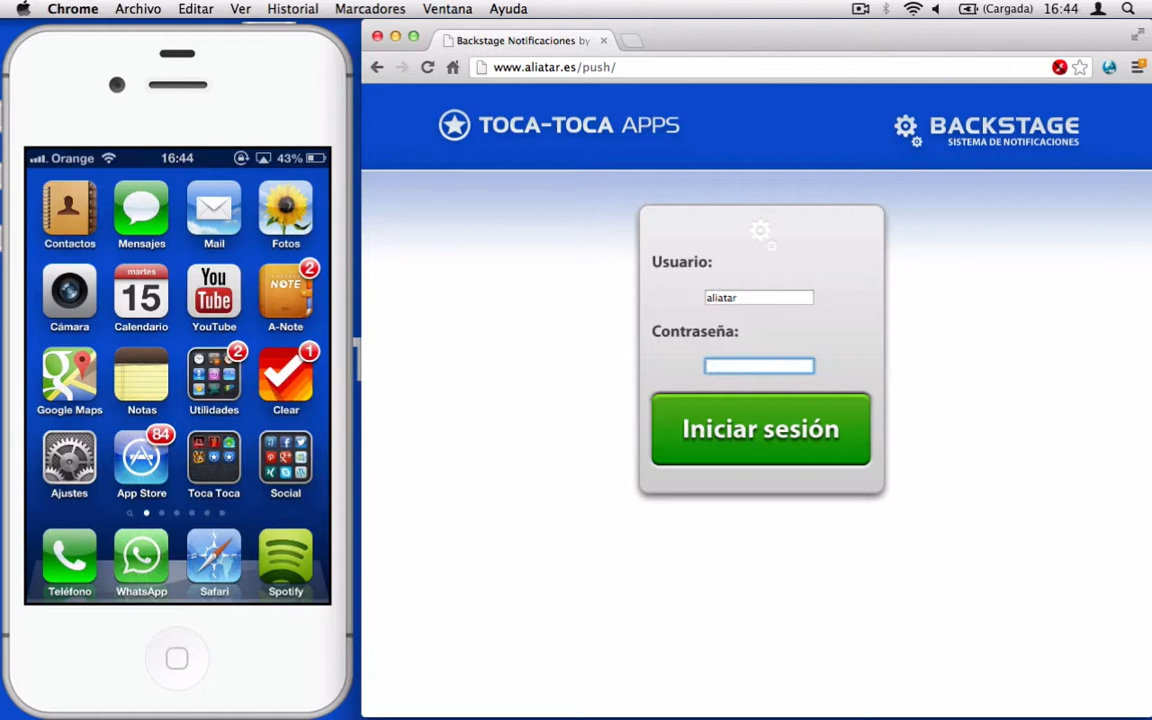 Chrome Archivo Editar Ver Historial Marcadores Ventana Ayuda (Cargada) 16:44
Orange 16:44 43%
Contactos Mensajes Mail Fotos
martes
15
You
Tube
NOTE
2
Cámara Calendario YouTube A-Note
2
1
Google Maps Notas Utilidades Clear
84
Ajustes App Store Toca Toca Social
Teléfono WhatsApp Safari Spotify
Backstage Notificaciones by
www.aliatar.es/push/
TOCA-TOCA APPS
BACKSTAGE
SISTEMA DE NOTIFICACIONES
Usuario:
aliatar
Contraseña:
Iniciar sesión